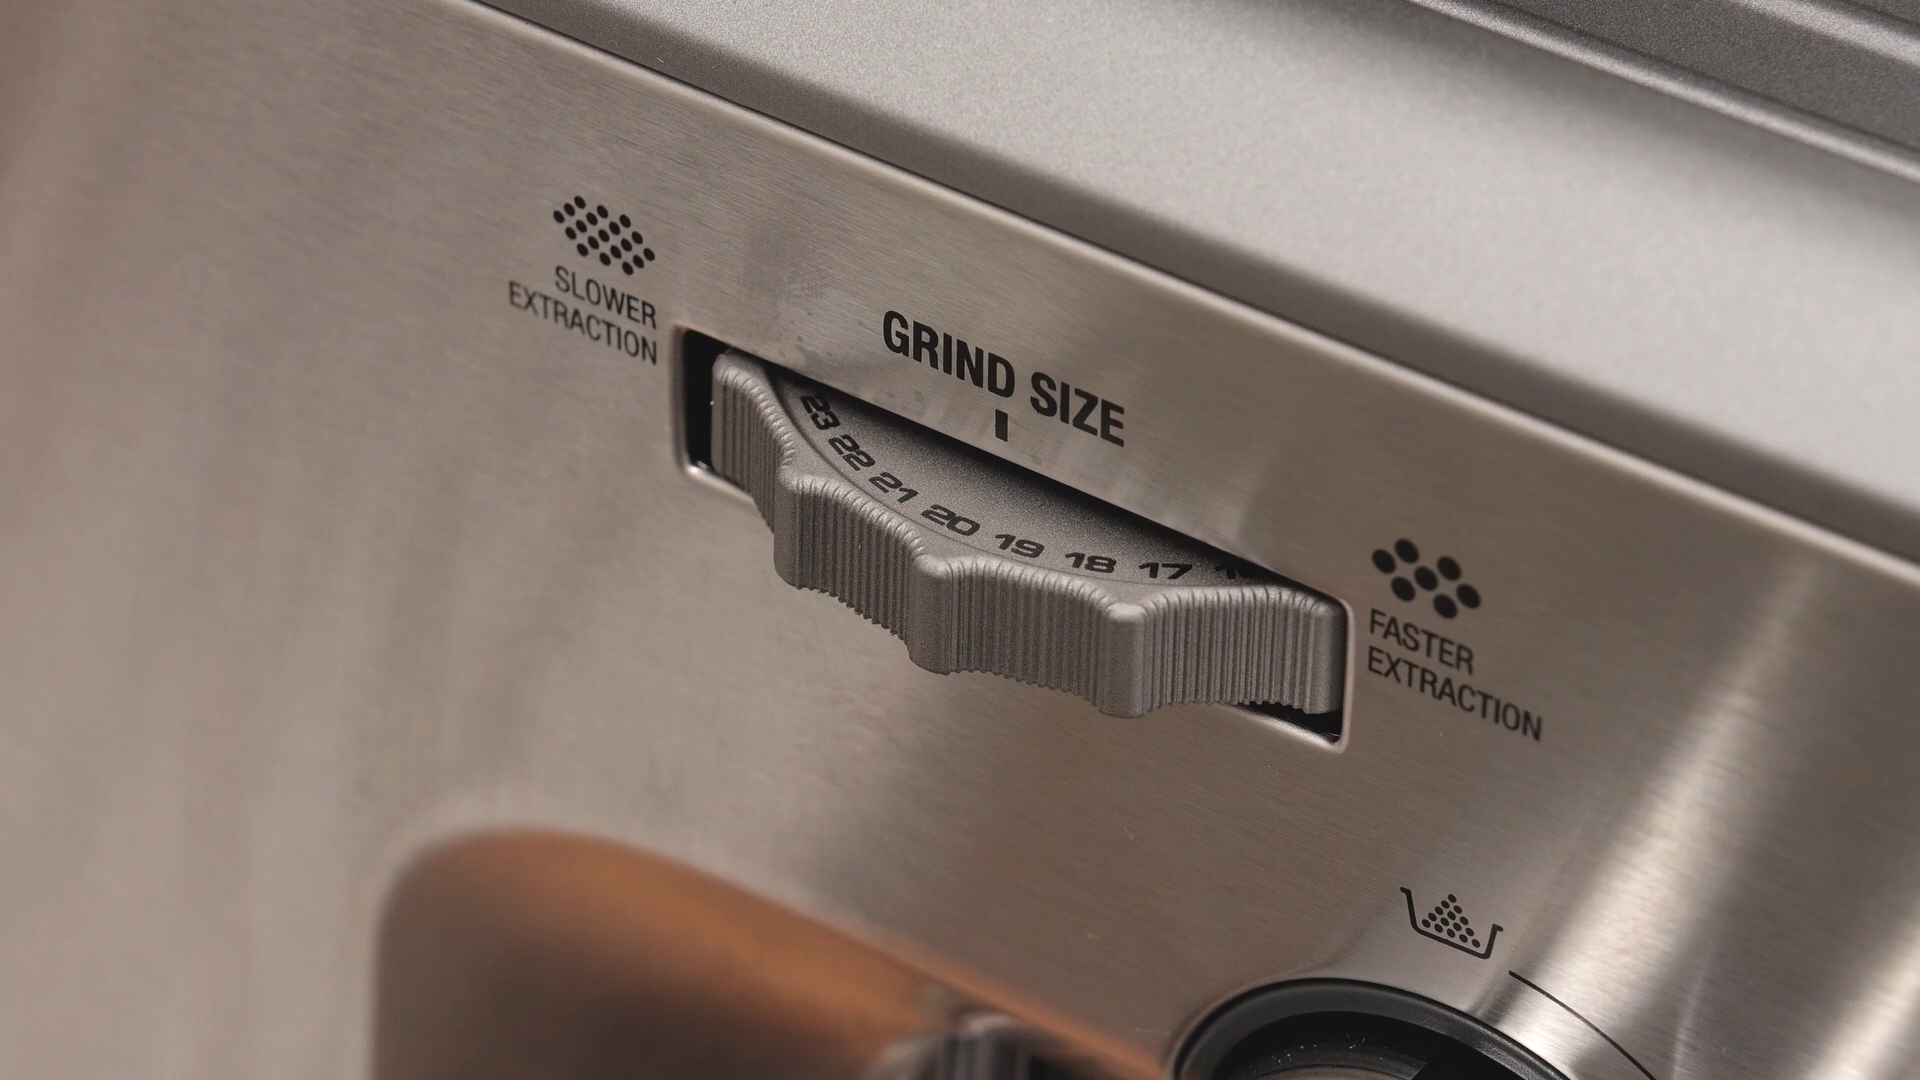 SLOWER
EXTRACTION
GRIND SIZE
23 22 21 20 19 18 17
FASTER
EXTRACTION